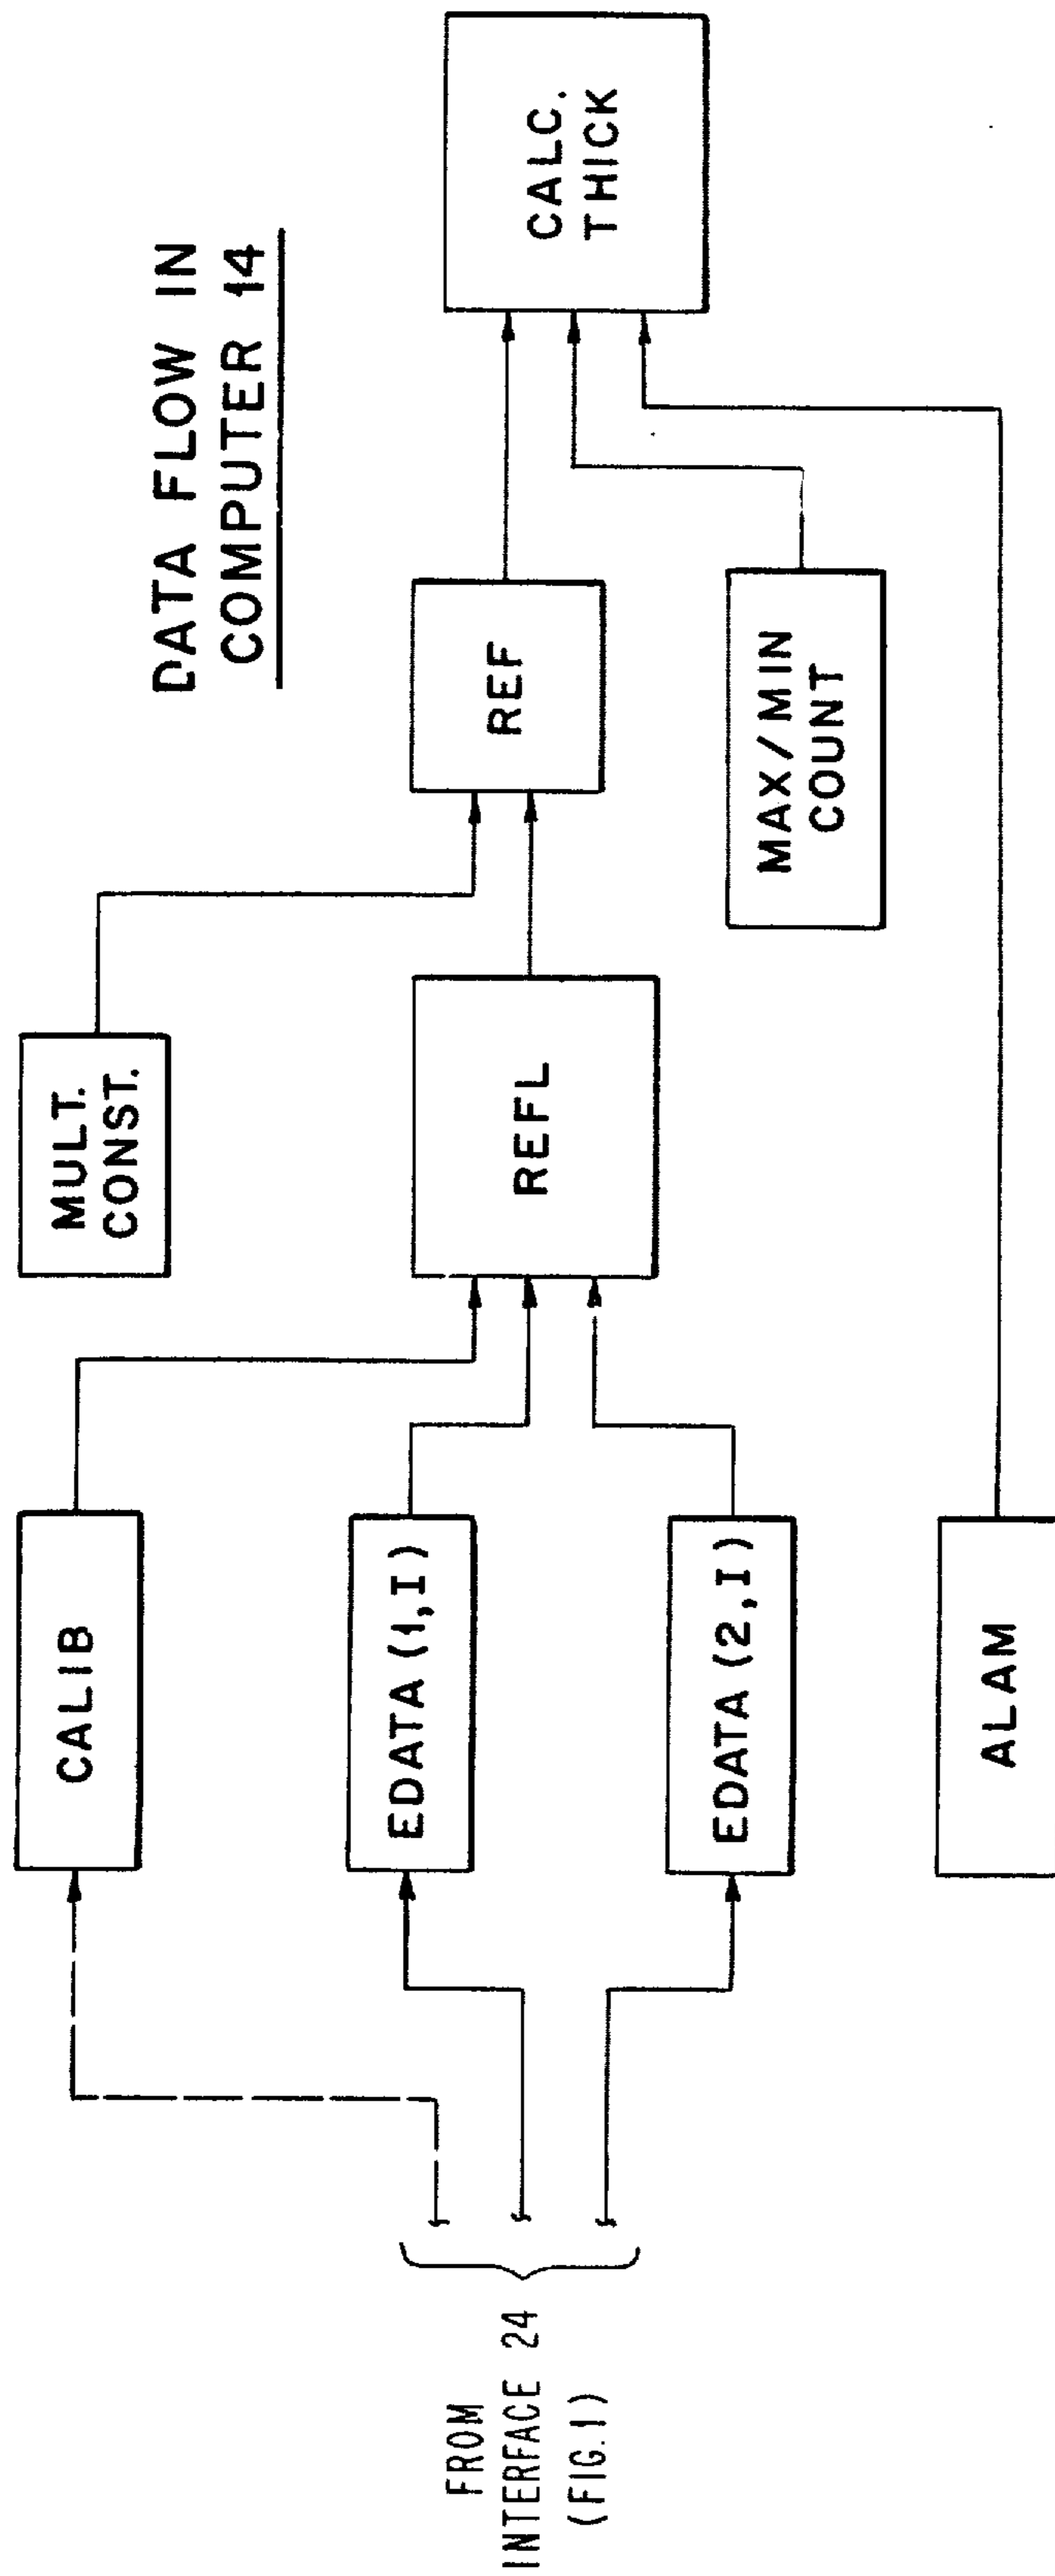 DATA FLOW IN
COMPUTER 14
FROM
INTERFACE 24
(FIG.1)
CALIB
EDATA (1,I)
EDATA (2,I)
ALAM
MULT.
CONST.
REFL
REF
MAX/MIN
COUNT
CALC.
THICK